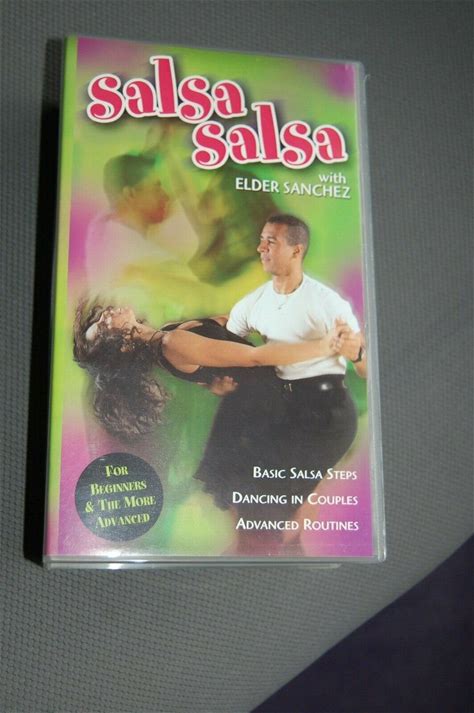 salsa
salsa
with
ELDER SANCHEZ
FOR
BEGINNERS
& THE MORE
ADVANCED
BASIC SALSA STEPS
DANCING IN COUPLES
ADVANCED ROUTINES